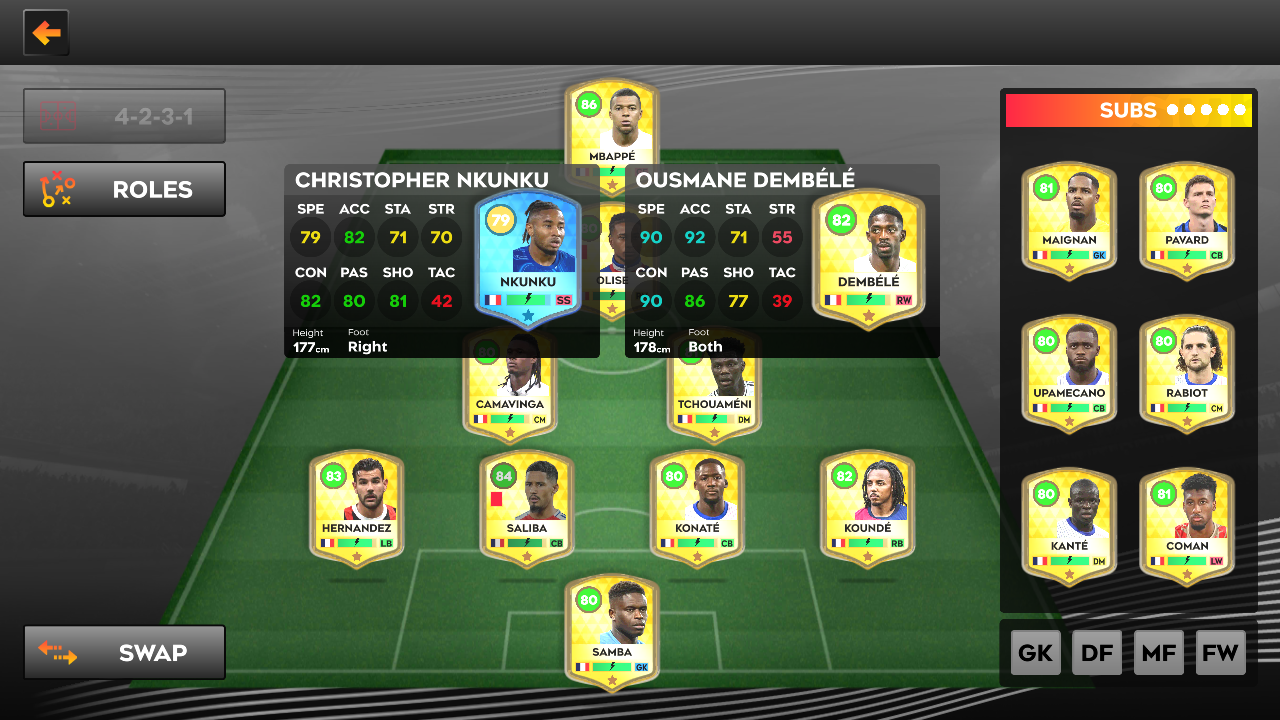 4-2-3-1
ROLES
SWAP
86
MBAPPÉ
CHRISTOPHER NKUNKU
SPE ACC STA STR
79 82 71 70
CON PAS SHO TAC
82 80 81 42
Height Foot
177cm Right
79
NKUNKU
SS
OUSMANE DEMBÉLÉ
SPE ACC STA STR
90 92 71 55
CON PAS SHO TAC
90 86 77 39
Height Foot
178cm Both
82
DEMBÉLÉ
RW
80
CAMAVINGA
CM
TCHOUAMÉNI
DM
83
HERNANDEZ
LB
84
SALIBA
CB
80
KONATÉ
CB
82
KOUNDÉ
RB
80
SAMBA
GK
SUBS
81
MAIGNAN
GK
80
PAVARD
CB
80
UPAMECANO
CB
80
RABIOT
CM
80
KANTÉ
DM
81
COMAN
LW
GK DF MF FW